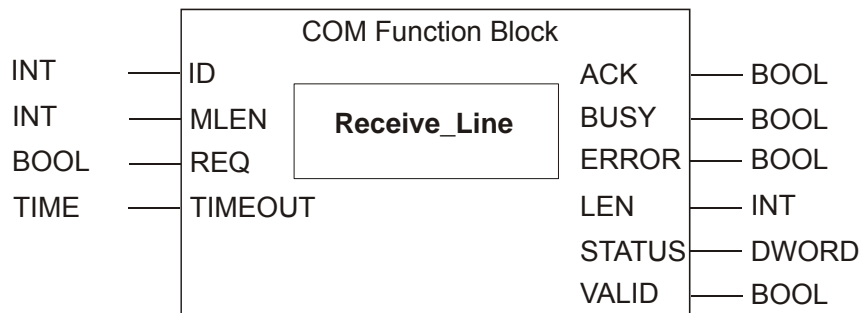 COM Function Block
INT ID ACK BOOL
INT MLEN Receive_Line BUSY BOOL
BOOL REQ ERROR BOOL
TIME TIMEOUT LEN INT
STATUS DWORD
VALID BOOL